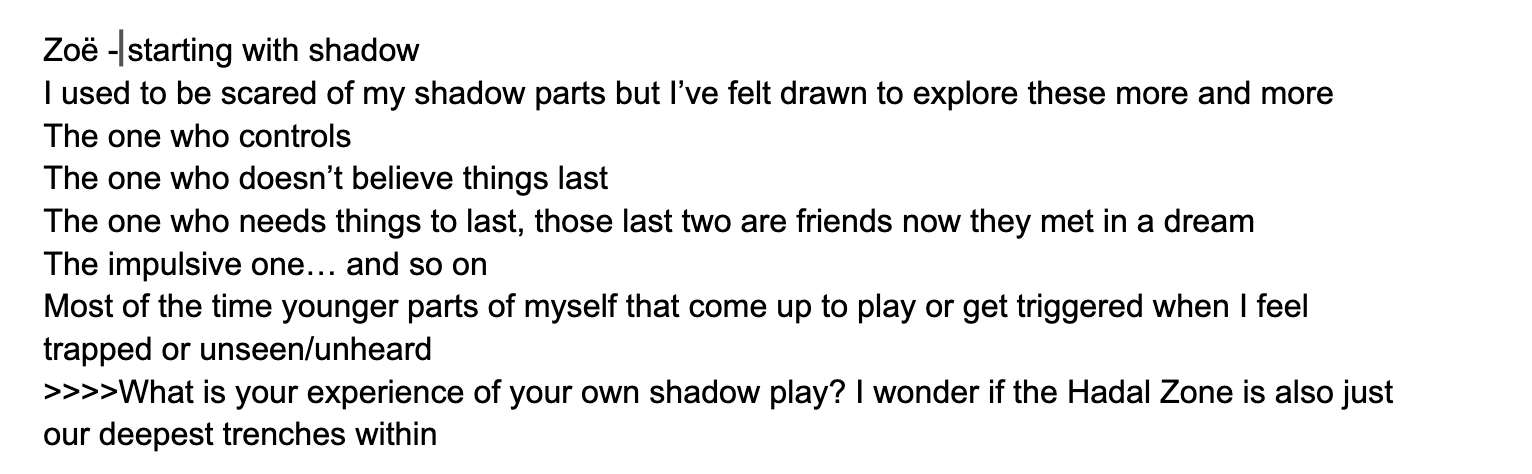 Zoë - starting with shadow
I used to be scared of my shadow parts but I’ve felt drawn to explore these more and more
The one who controls
The one who doesn’t believe things last
The one who needs things to last, those last two are friends now they met in a dream
The impulsive one… and so on
Most of the time younger parts of myself that come up to play or get triggered when I feel
trapped or unseen/unheard
>>>>What is your experience of your own shadow play? I wonder if the Hadal Zone is also just
our deepest trenches within